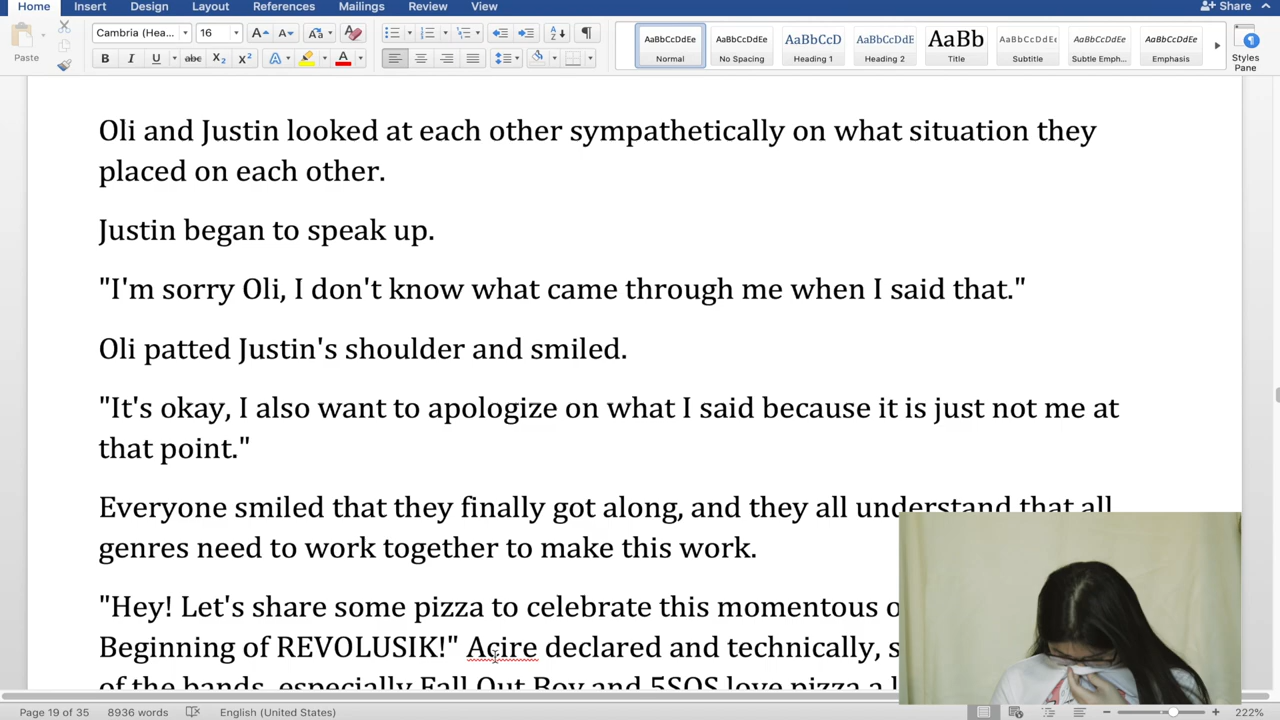 Home Insert Design Layout References Mailings Review View Share
Cambria (Hea... 16 AaBbCcDdEe AaBbCcDdEe AaBbCcD AaBbCcDdE AaBb AaBbCcDdEe AaBbCcDdEe AaBbCcDdEe
Paste B I U abc X₂ X² A A Normal No Spacing Heading 1 Heading 2 Title Subtitle Subtle Emph... Emphasis Styles
Pane
Oli and Justin looked at each other sympathetically on what situation they
placed on each other.
Justin began to speak up.
"I'm sorry Oli, I don't know what came through me when I said that."
Oli patted Justin's shoulder and smiled.
"It's okay, I also want to apologize on what I said because it is just not me at
that point."
Everyone smiled that they finally got along, and they all understand that all
genres need to work together to make this work.
"Hey! Let's share some pizza to celebrate this momentous
Beginning of REVOLUSIK!" Acire declared and technically,
of the bands, especially Fall Out Boy and 5SOS love pizza a
Page 19 of 35 8936 words English (United States) 222%